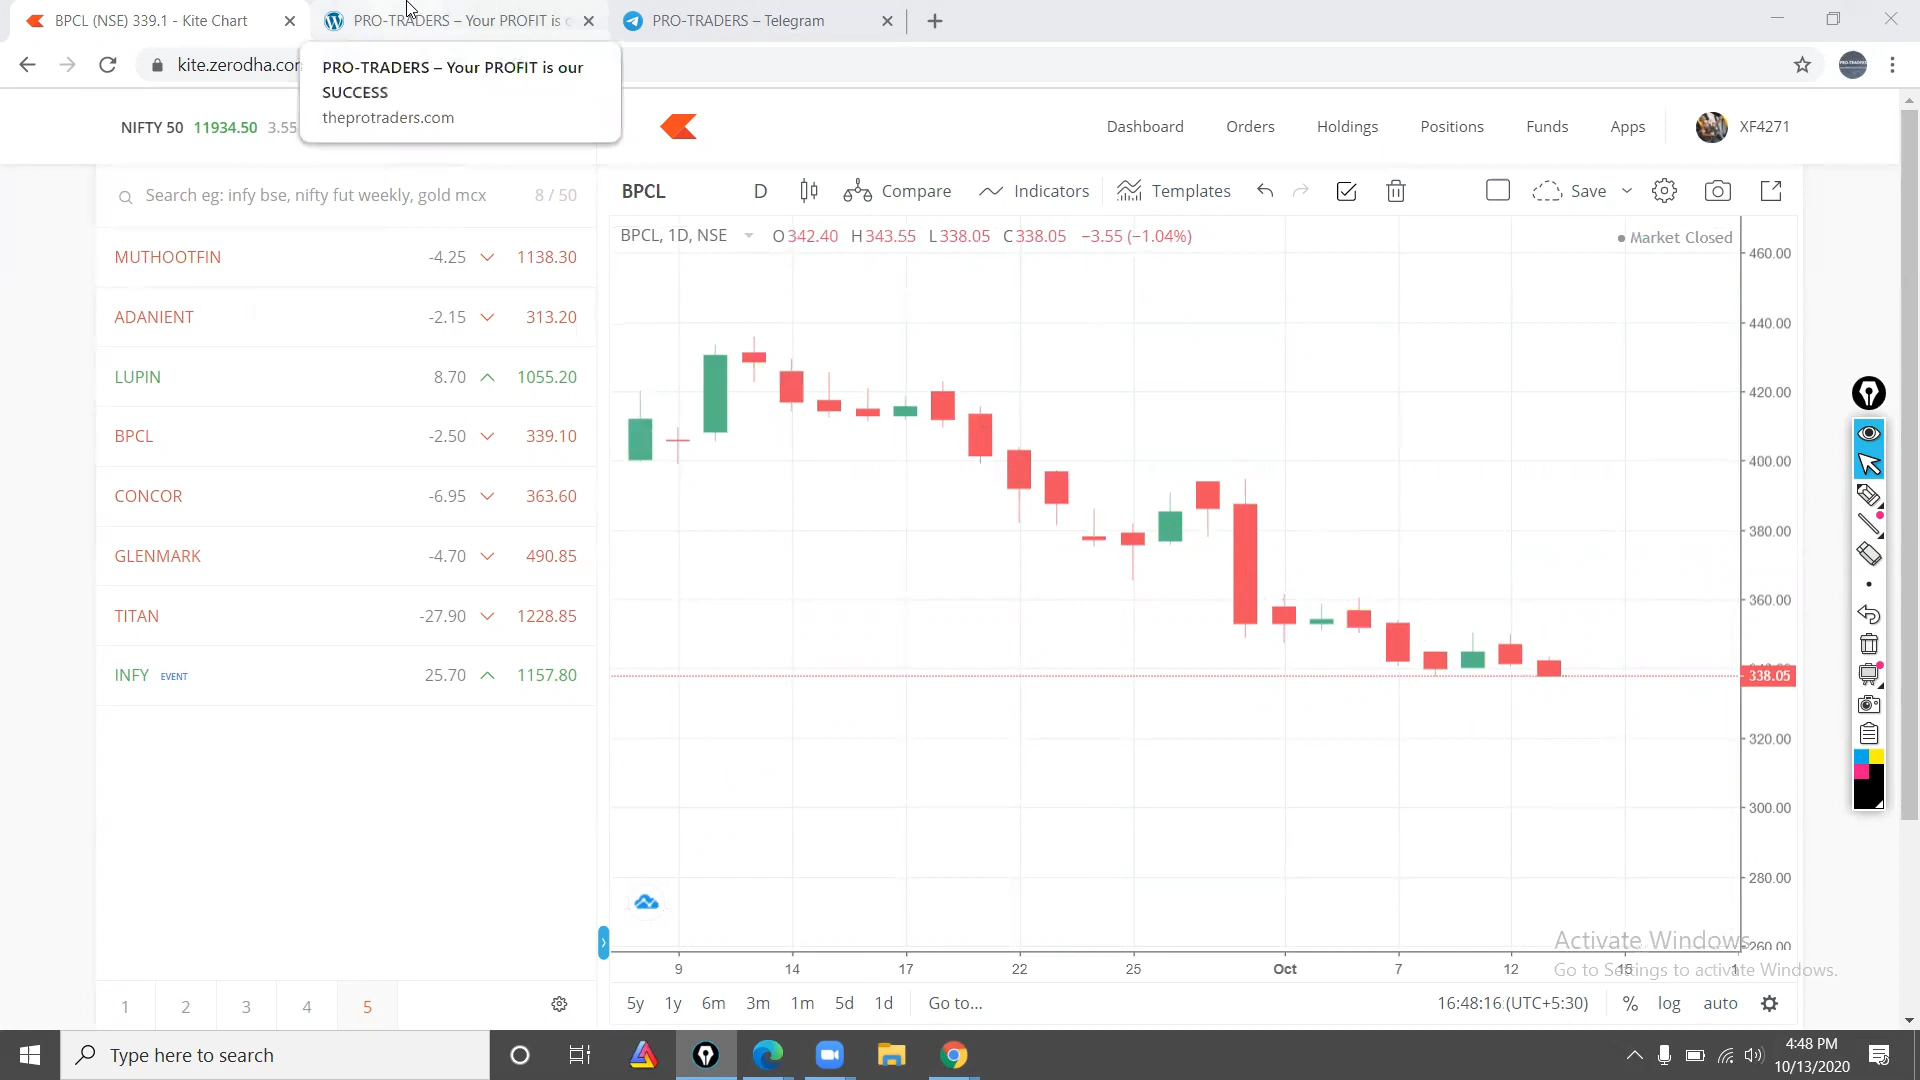 BPCL (NSE) 339.1 - Kite Chart
PRO-TRADERS – Your PROFIT is
PRO-TRADERS – Telegram
kite.zerodha.co
PRO-TRADERS – Your PROFIT is our
SUCCESS
theprotraders.com
NIFTY 50 11934.50 3.55
Dashboard Orders Holdings Positions Funds Apps XF4271
Search eg: infy bse, nifty fut weekly, gold mcx 8 / 50
MUTHOOTFIN -4.25 1138.30
ADANIENT -2.15 313.20
LUPIN 8.70 1055.20
BPCL -2.50 339.10
CONCOR -6.95 363.60
GLENMARK -4.70 490.85
TITAN -27.90 1228.85
INFY EVENT 25.70 1157.80
1 2 3 4 5
BPCL D Compare Indicators Templates Save
BPCL, 1D, NSE O342.40 H343.55 L338.05 C338.05 −3.55 (−1.04%)
Market Closed
460.00
440.00
420.00
400.00
380.00
360.00
338.05
320.00
300.00
280.00
260.00
9 14 17 22 25 Oct 7 12 15
Activate Windows
Go to Settings to activate Windows.
5y 1y 6m 3m 1m 5d 1d Go to... 16:48:16 (UTC+5:30) % log auto
Type here to search
4:48 PM
10/13/2020